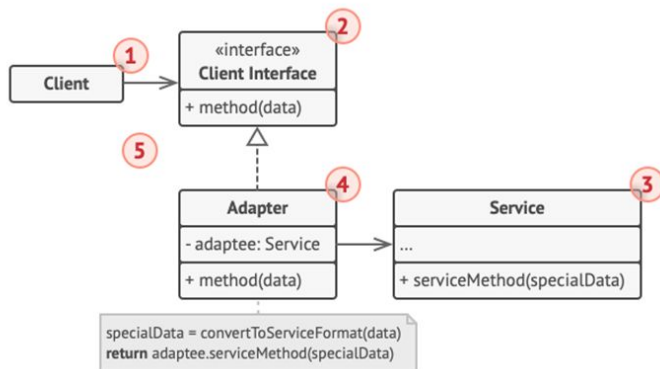 1
2
«interface»
Client Interface
Client
+ method(data)
5
4
3
Adapter
Service
- adaptee: Service
...
+ method(data)
+ serviceMethod(specialData)
specialData = convertToServiceFormat(data)
return adaptee.serviceMethod(specialData)